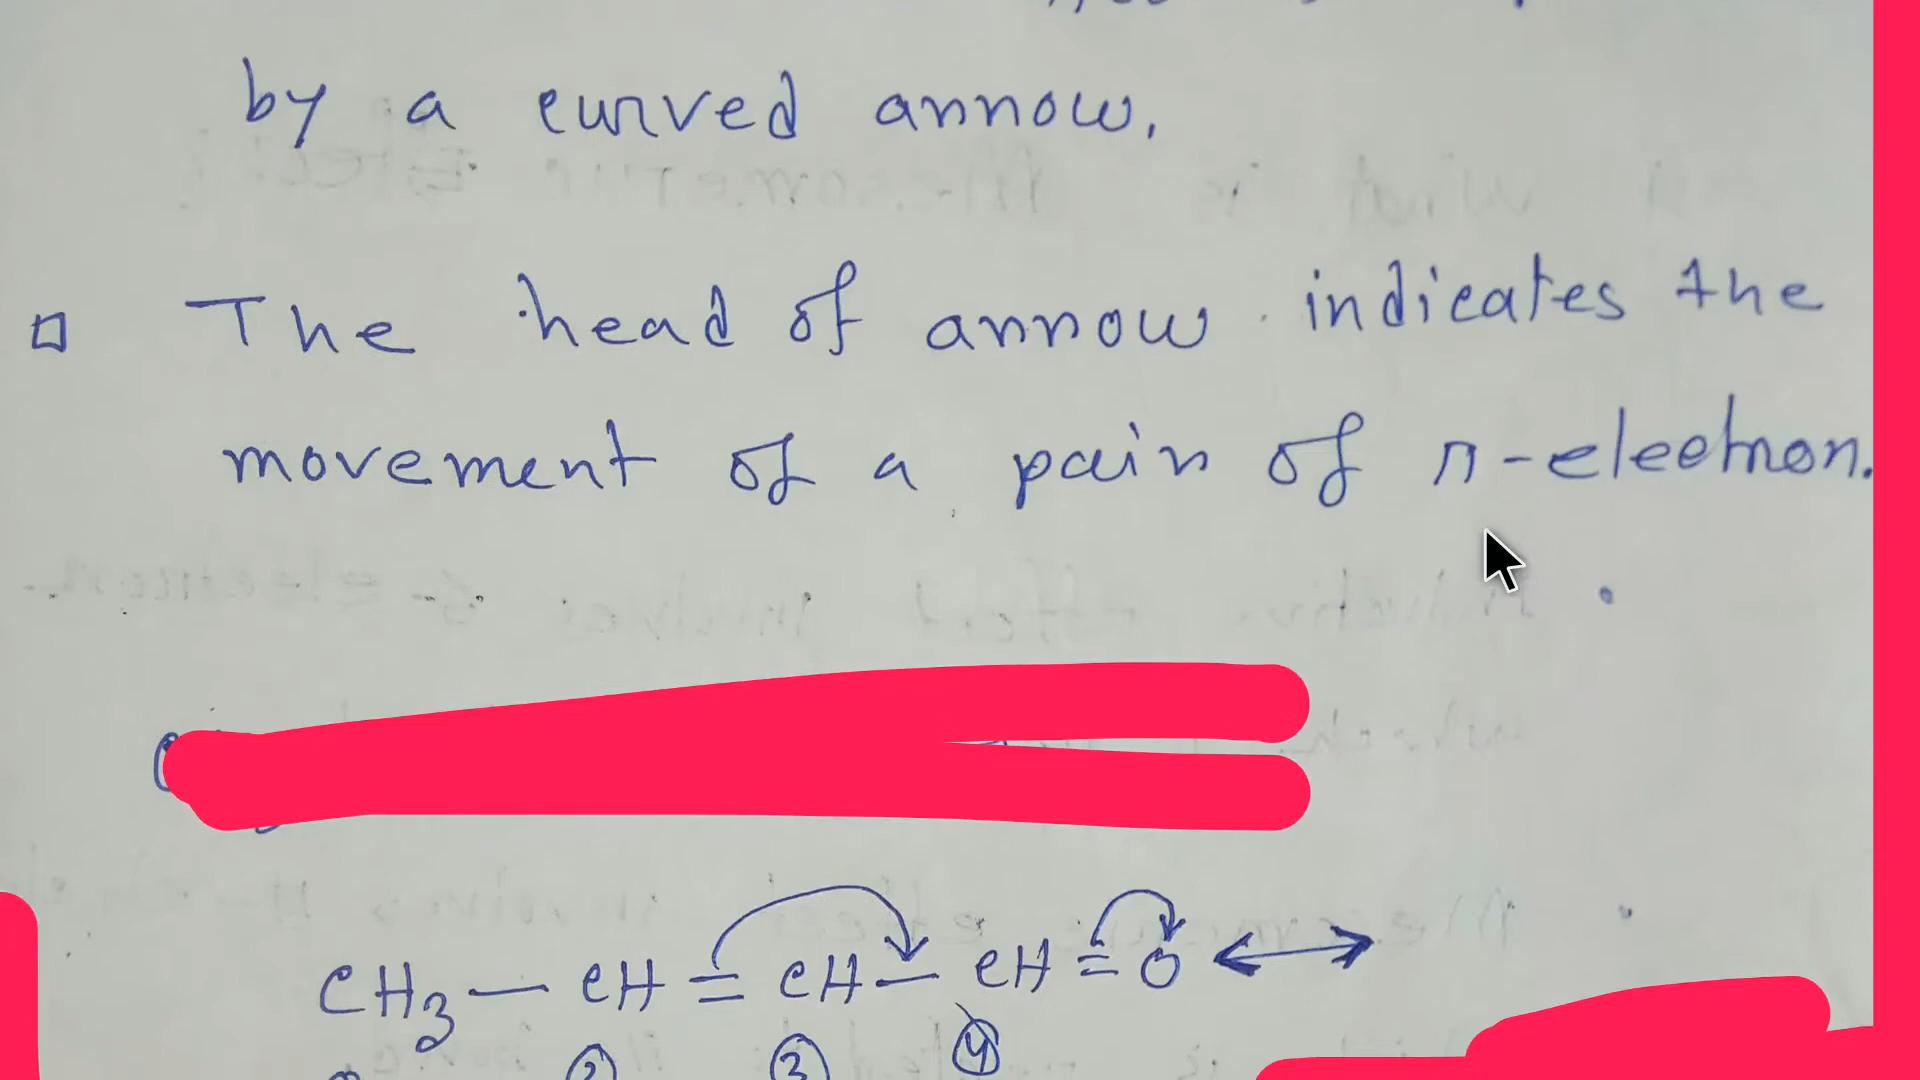 by a curved arrow.
□ The head of arrow indicates the
movement of a pair of π-electron.
CH3 — CH = CH — CH = O ⟷
② ③ ④